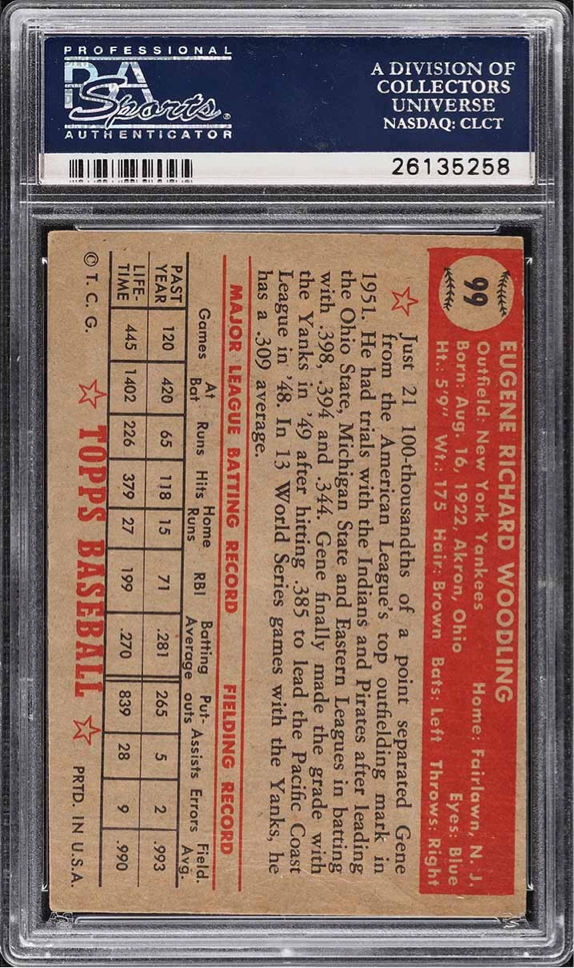 PROFESSIONAL
PSA
Sports
AUTHENTICATOR
A DIVISION OF
COLLECTORS
UNIVERSE
NASDAQ: CLCT
26135258
99
EUGENE RICHARD WOODLING
Outfield: New York Yankees Home: Fairlawn, N. J.
Born: Aug. 16, 1922, Akron, Ohio Eyes: Blue
Ht.: 5'9" Wt.: 175 Hair: Brown Bats: Left Throws: Right
Just 21 100-thousandths of a point separated Gene
from the American League's top outfielding mark in
1951. He had trials with the Indians and Pirates after leading
the Ohio State, Michigan State and Eastern Leagues in batting
with .398, .394 and .344. Gene finally made the grade with
the Yanks in '49 after hitting .385 to lead the Pacific Coast
League in '48. In 13 World Series games with the Yanks, he
has a .309 average.
MAJOR LEAGUE BATTING RECORD FIELDING RECORD
Games At Bat Runs Hits Home Runs RBI Batting Average Put-outs Assists Errors Field. Avg.
PAST YEAR 120 420 65 118 15 71 .281 265 5 2 .993
LIFE-TIME 445 1402 226 379 27 199 .270 839 28 9 .990
© T. C. G. TOPPS BASEBALL PRTD. IN U.S.A.